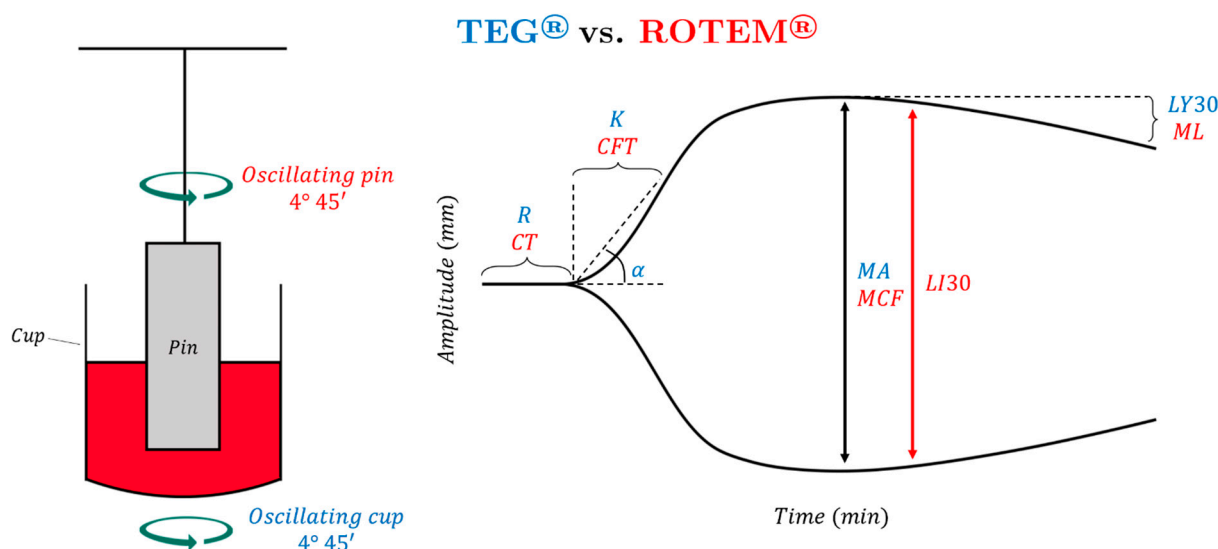 TEG® vs. ROTEM®
Oscillating pin
4° 45′
Cup
Pin
Oscillating cup
4° 45′
Amplitude (mm)
R
CT
K
CFT
α
MA
MCF
LI30
LY30
ML
Time (min)